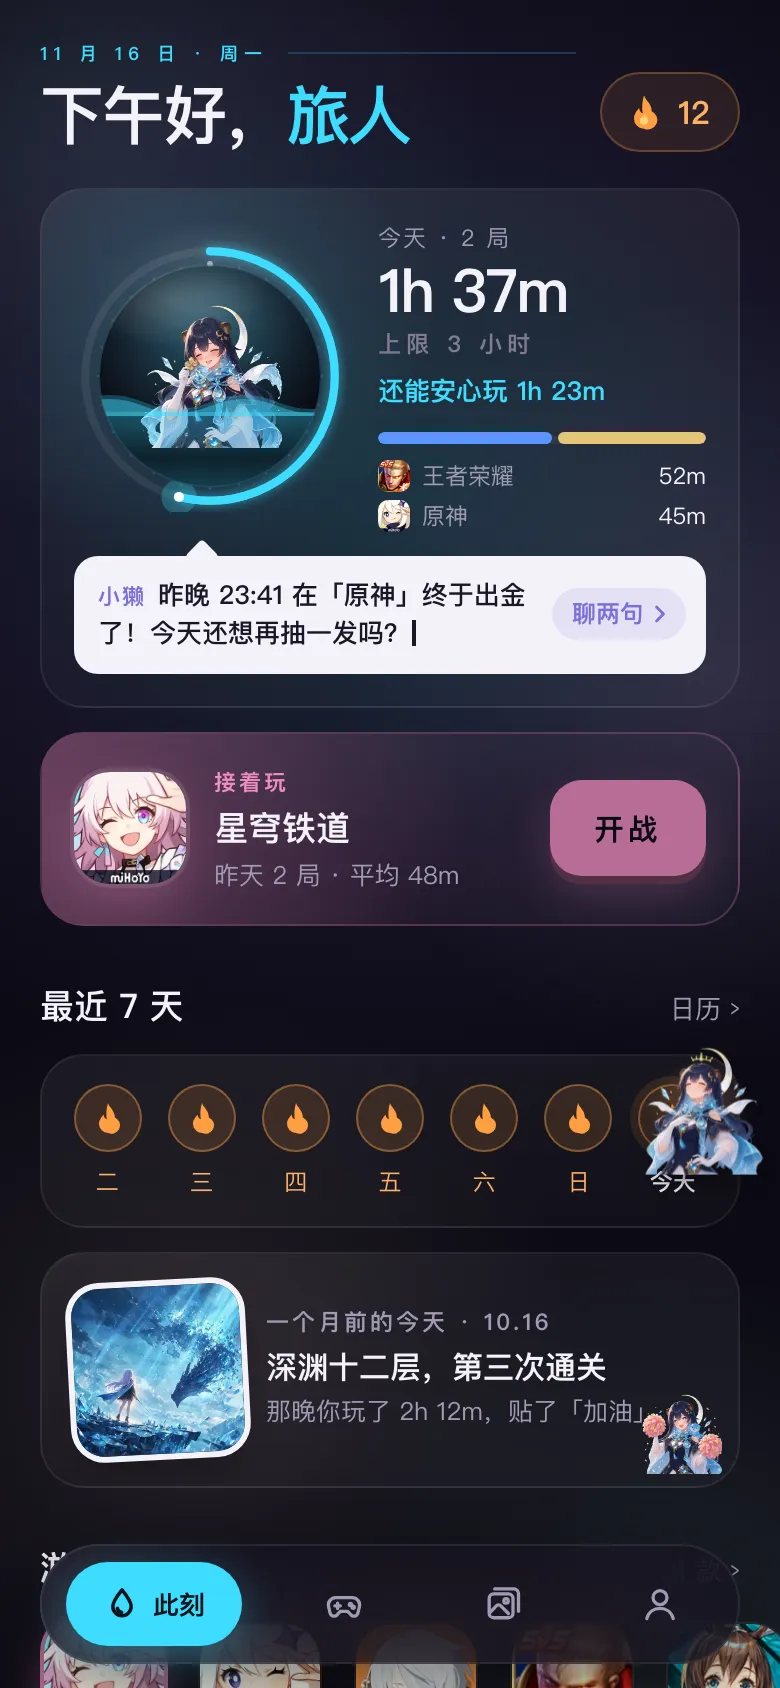 11 月 16 日 · 周一
下午好，旅人
12
今天 · 2 局
1h 37m
上限 3 小时
还能安心玩 1h 23m
王者荣耀 52m
原神 45m
小獭 昨晚 23:41 在「原神」终于出金
了！今天还想再抽一发吗？
聊两句
接着玩
星穹铁道
昨天 2 局 · 平均 48m
miHoYo
开战
最近 7 天
日历
二 三 四 五 六 日 今天
一个月前的今天 · 10.16
深渊十二层，第三次通关
那晚你玩了 2h 12m，贴了「加油」
款
此刻